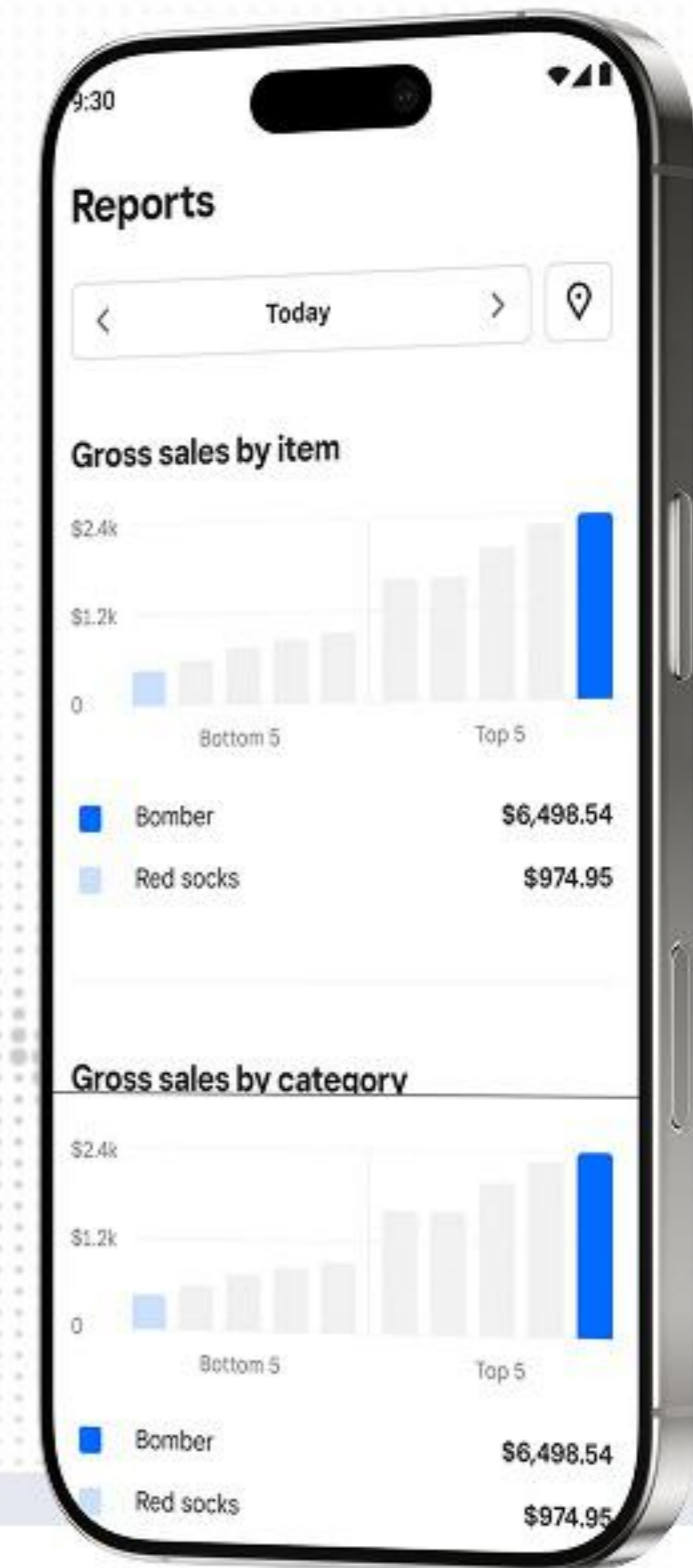 9:30
Reports
Today
Gross sales by item
$2.4k
$1.2k
0
Bottom 5 Top 5
Bomber $6,498.54
Red socks $974.95
Gross sales by category
$2.4k
$1.2k
0
Bottom 5 Top 5
Bomber $6,498.54
Red socks $974.95